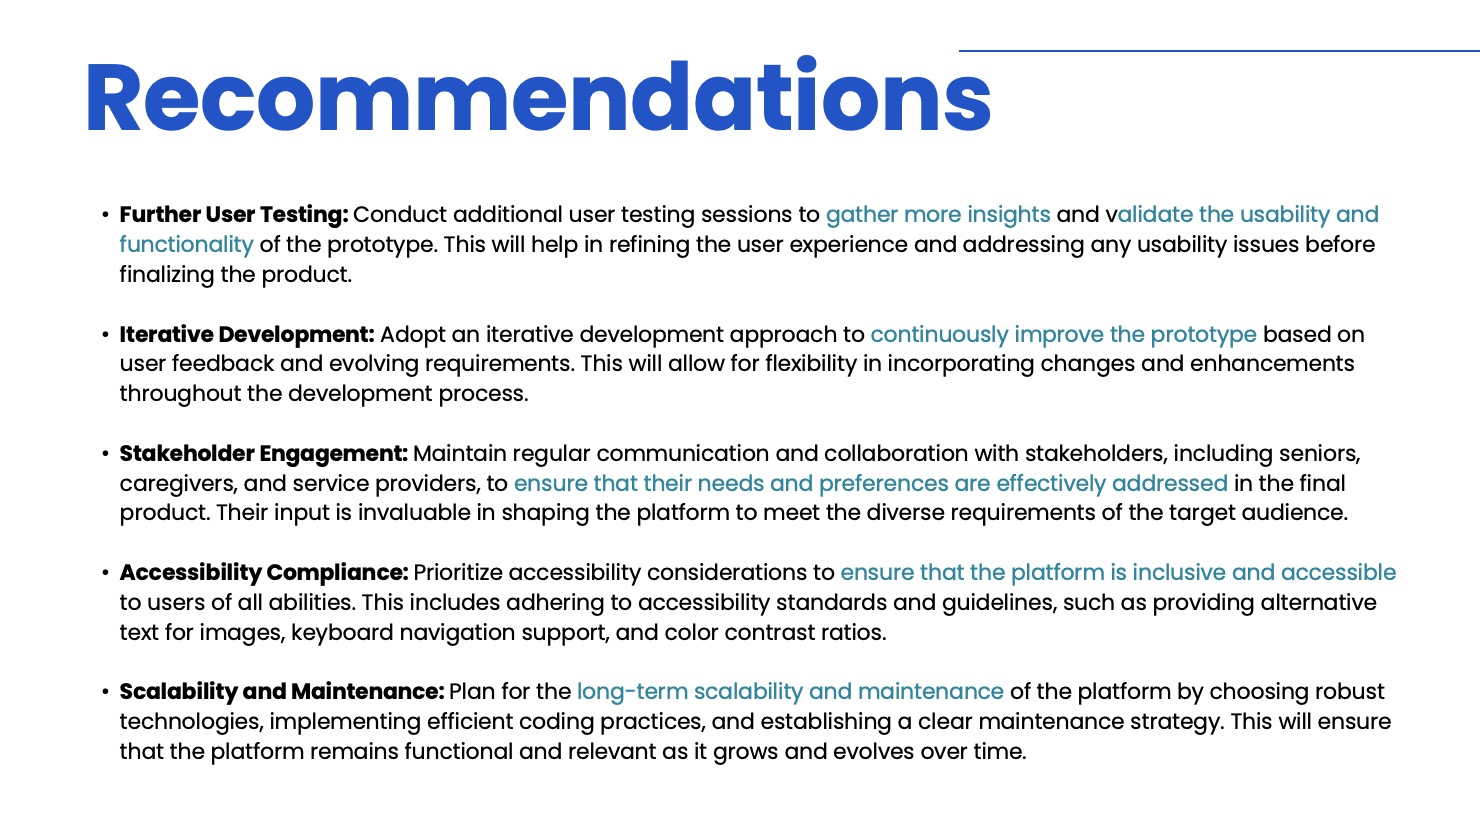 Recommendations
• Further User Testing: Conduct additional user testing sessions to gather more insights and validate the usability and
functionality of the prototype. This will help in refining the user experience and addressing any usability issues before
finalizing the product.
• Iterative Development: Adopt an iterative development approach to continuously improve the prototype based on
user feedback and evolving requirements. This will allow for flexibility in incorporating changes and enhancements
throughout the development process.
• Stakeholder Engagement: Maintain regular communication and collaboration with stakeholders, including seniors,
caregivers, and service providers, to ensure that their needs and preferences are effectively addressed in the final
product. Their input is invaluable in shaping the platform to meet the diverse requirements of the target audience.
• Accessibility Compliance: Prioritize accessibility considerations to ensure that the platform is inclusive and accessible
to users of all abilities. This includes adhering to accessibility standards and guidelines, such as providing alternative
text for images, keyboard navigation support, and color contrast ratios.
• Scalability and Maintenance: Plan for the long-term scalability and maintenance of the platform by choosing robust
technologies, implementing efficient coding practices, and establishing a clear maintenance strategy. This will ensure
that the platform remains functional and relevant as it grows and evolves over time.